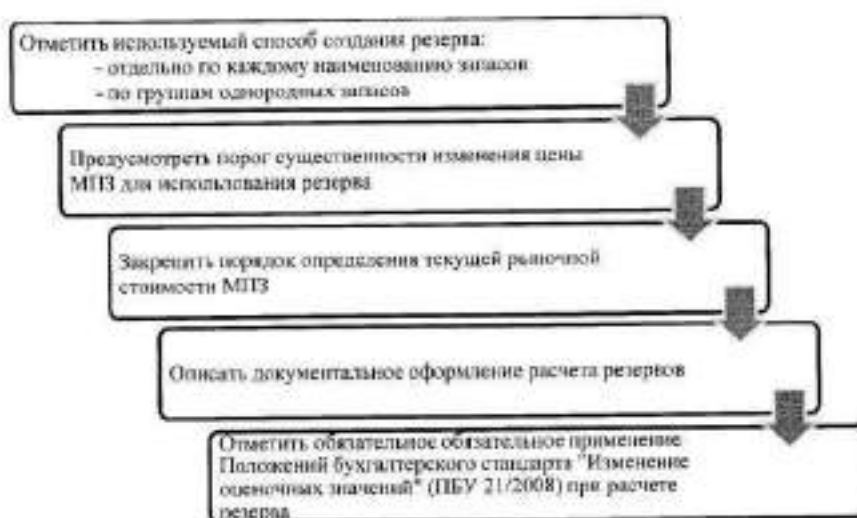 Отметить используемый способ создания резерва:
- отдельно по каждому наименованию запасов
- по группам однородных запасов
Предусмотреть порог существенности изменения цены
МПЗ для использования резерва
Закрепить порядок определения текущей рыночной
стоимости МПЗ
Описать документальное оформление расчета резервов
Отметить обязательное обязательное применение
Положений бухгалтерского стандарта "Изменение
оценочных значений" (ПБУ 21/2008) при расчете
резерва